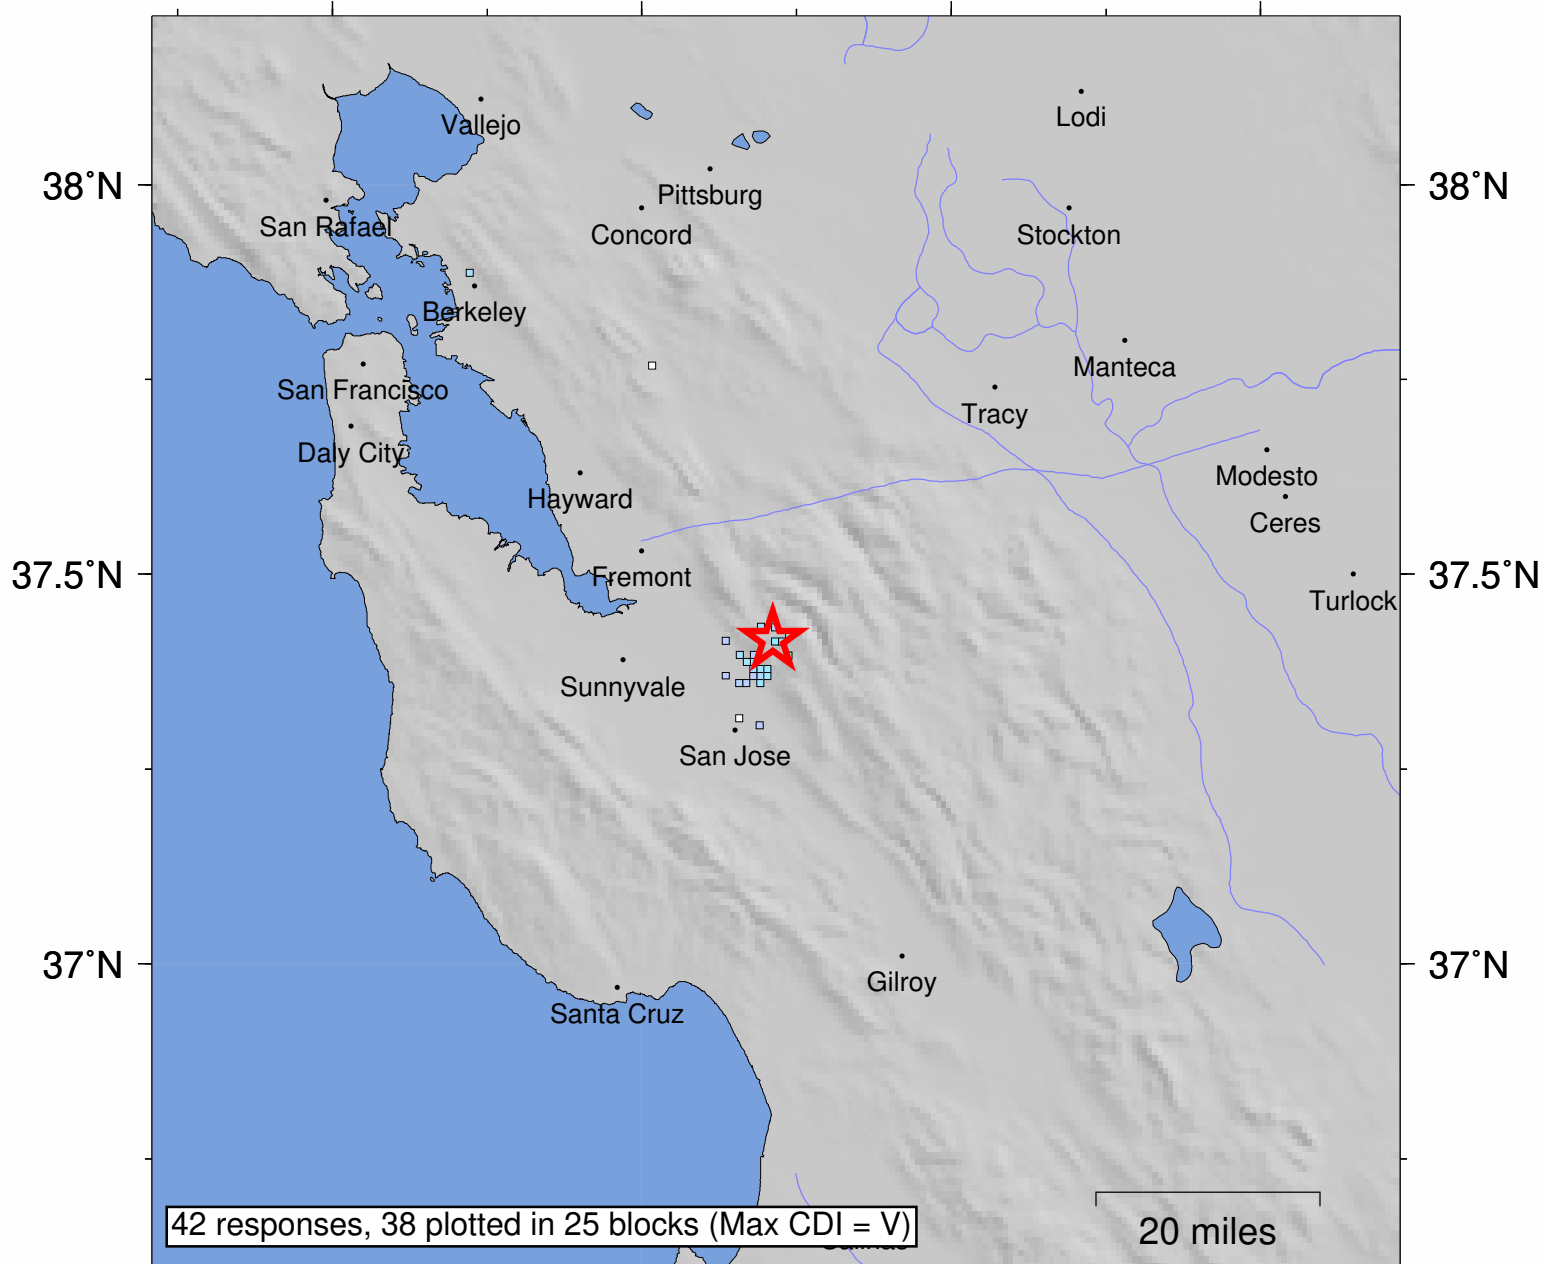 Vallejo
Lodi
38˚N
38˚N
Pittsburg
San Rafael
Concord
Stockton
Berkeley
Manteca
San Francisco
Tracy
Daly City
Modesto
Hayward
Ceres
37.5˚N
37.5˚N
Fremont
Turlock
Sunnyvale
San Jose
37˚N
37˚N
Gilroy
Santa Cruz
42 responses, 38 plotted in 25 blocks (Max CDI = V)
20 miles